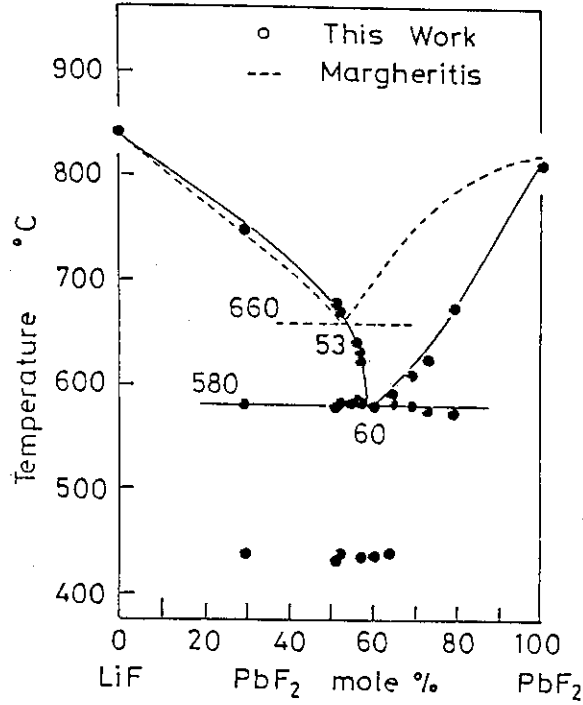 This Work
Margheritis
900
800
700
600
500
400
Temperature °C
660
53
580
60
0 20 40 60 80 100
LiF PbF₂ mole % PbF₂